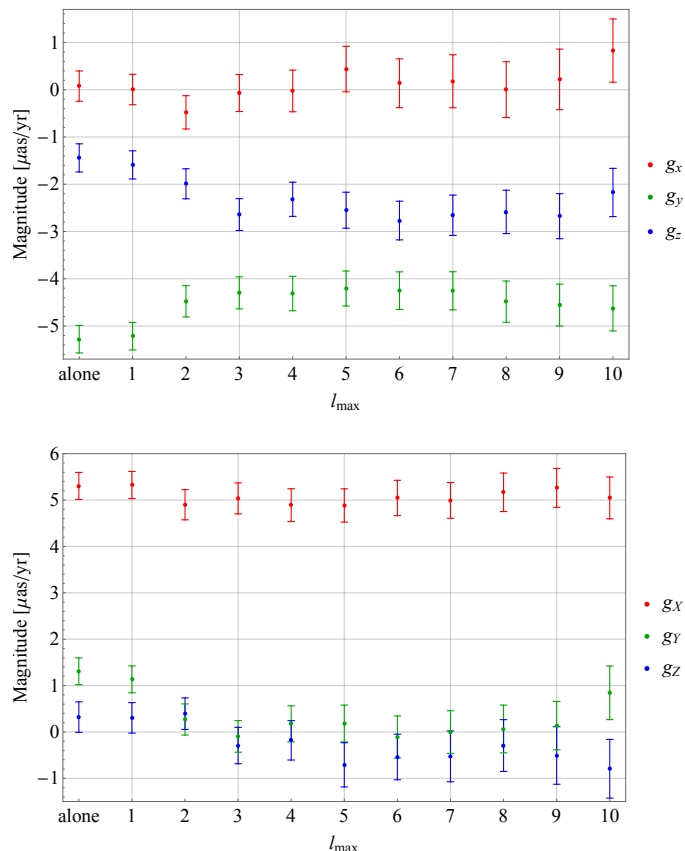 1
0
−1
−2
−3
−4
−5
Magnitude [μas/yr]
alone 1 2 3 4 5 6 7 8 9 10
l_max
g_x
g_y
g_z
6
5
4
3
2
1
0
−1
Magnitude [μas/yr]
alone 1 2 3 4 5 6 7 8 9 10
l_max
g_X
g_Y
g_Z